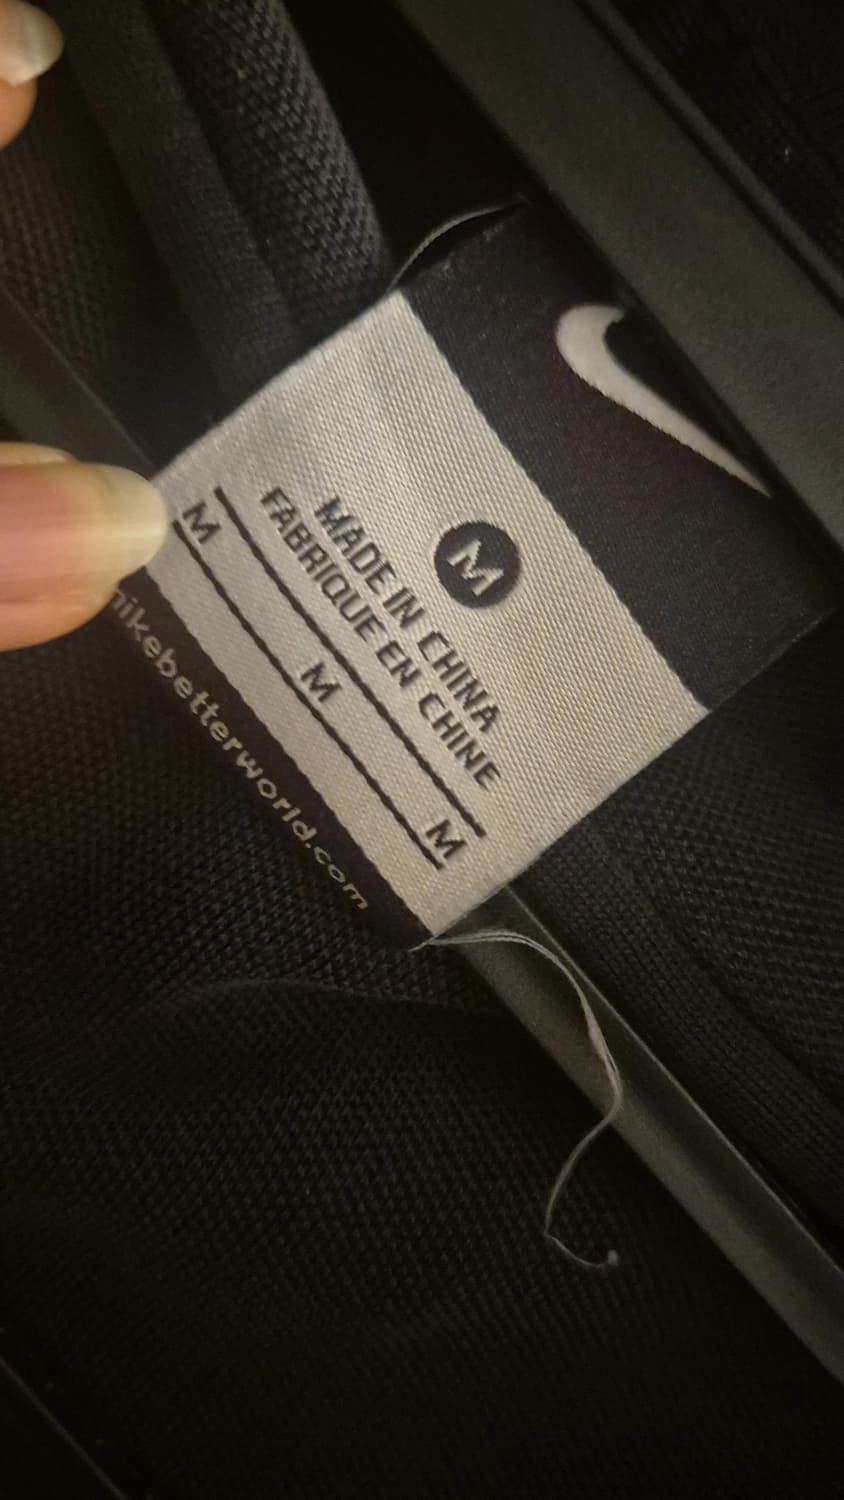 M
MADE IN CHINA
FABRIQUE EN CHINE
M M M
nikebetterworld.com